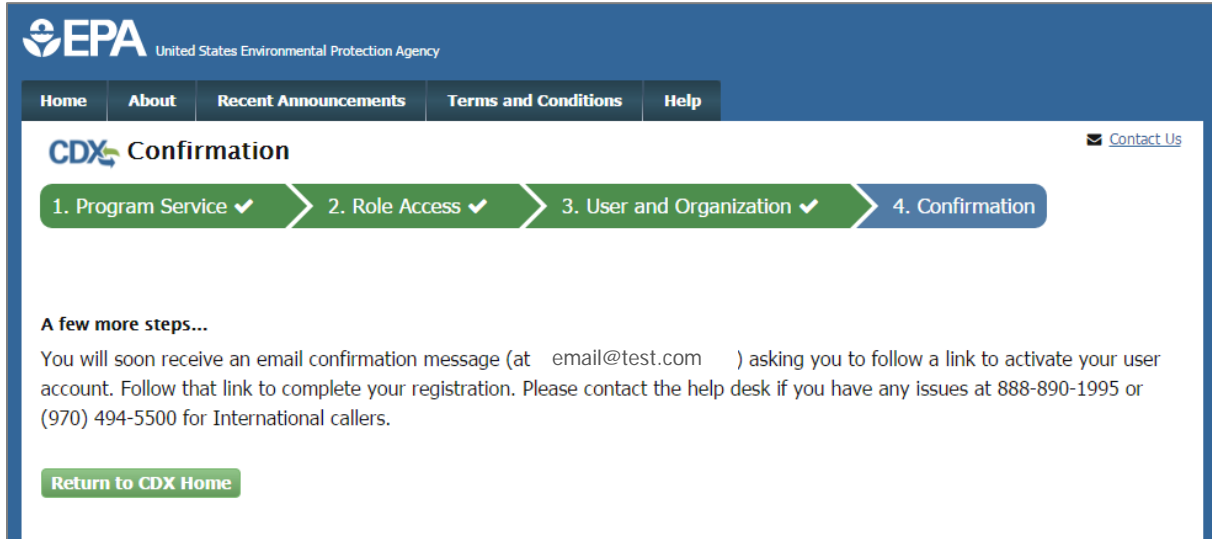 EPA United States Environmental Protection Agency
Home About Recent Announcements Terms and Conditions Help
Contact Us
CDX Confirmation
1. Program Service ✔ 2. Role Access ✔ 3. User and Organization ✔ 4. Confirmation
A few more steps...
You will soon receive an email confirmation message (at email@test.com ) asking you to follow a link to activate your user
account. Follow that link to complete your registration. Please contact the help desk if you have any issues at 888-890-1995 or
(970) 494-5500 for International callers.
Return to CDX Home